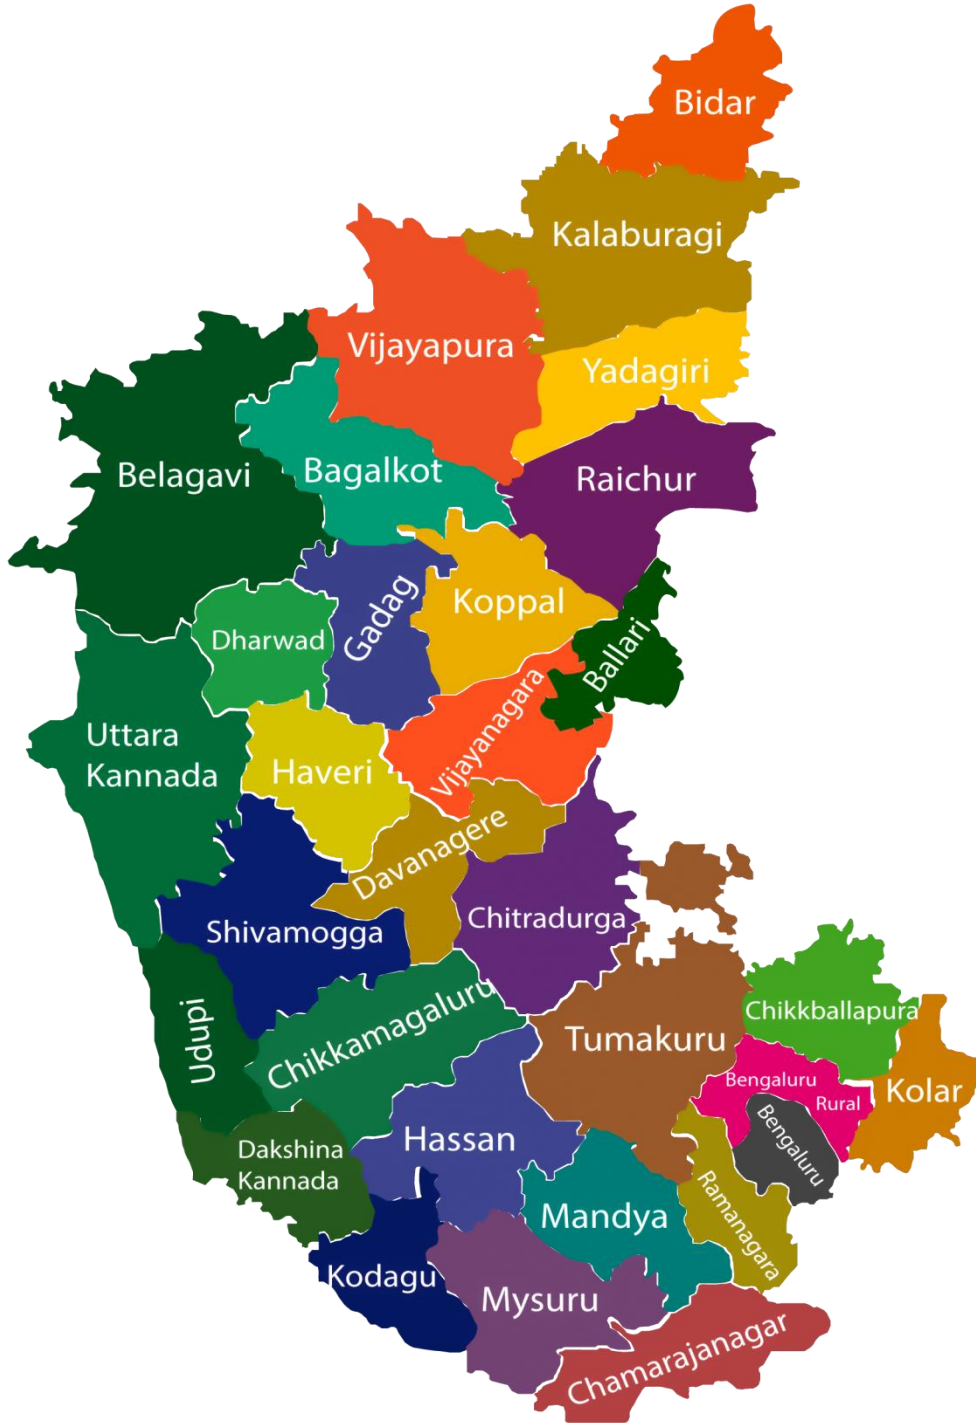 Bidar
Kalaburagi
Vijayapura
Yadagiri
Belagavi
Bagalkot
Raichur
Gadag
Koppal
Dharwad
Ballari
Vijayanagara
Uttara
Kannada
Haveri
Davanagere
Chitradurga
Shivamogga
Udupi
Chikkamagaluru
Tumakuru
Chikkballapura
Bengaluru
Rural
Kolar
Bengaluru
Hassan
Dakshina
Kannada
Mandya
Ramanagara
Kodagu
Mysuru
Chamarajanagar